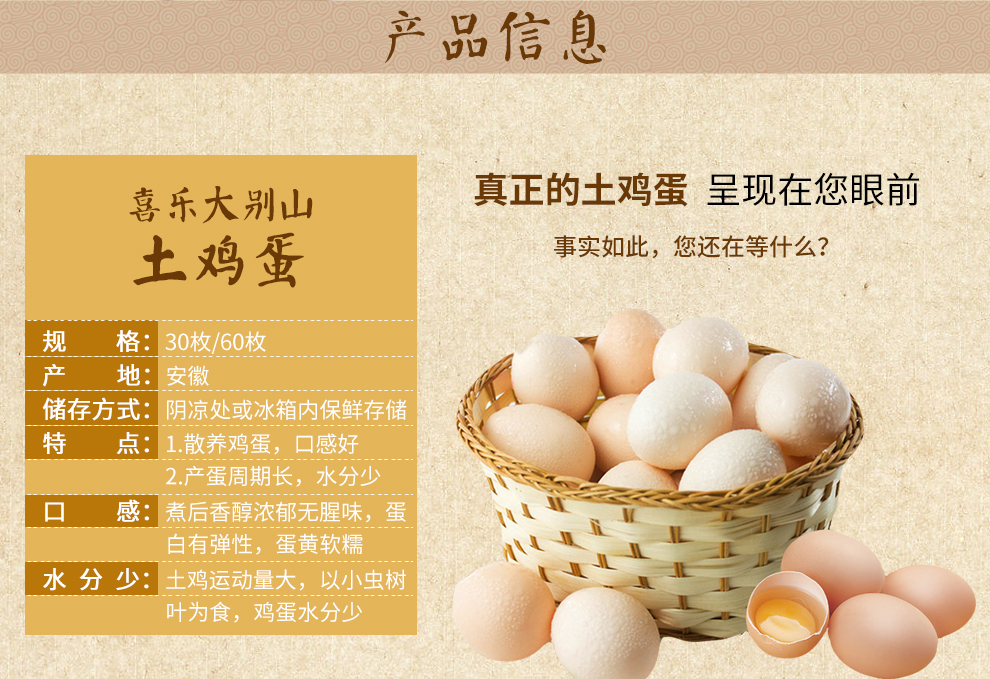 产品信息
喜乐大别山
土鸡蛋
规格：30枚/60枚
产地：安徽
储存方式：阴凉处或冰箱内保鲜存储
特点：1.散养鸡蛋，口感好
2.产蛋周期长，水分少
口感：煮后香醇浓郁无腥味，蛋
白有弹性，蛋黄软糯
水分少：土鸡运动量大，以小虫树
叶为食，鸡蛋水分少
真正的土鸡蛋 呈现在您眼前
事实如此，您还在等什么？